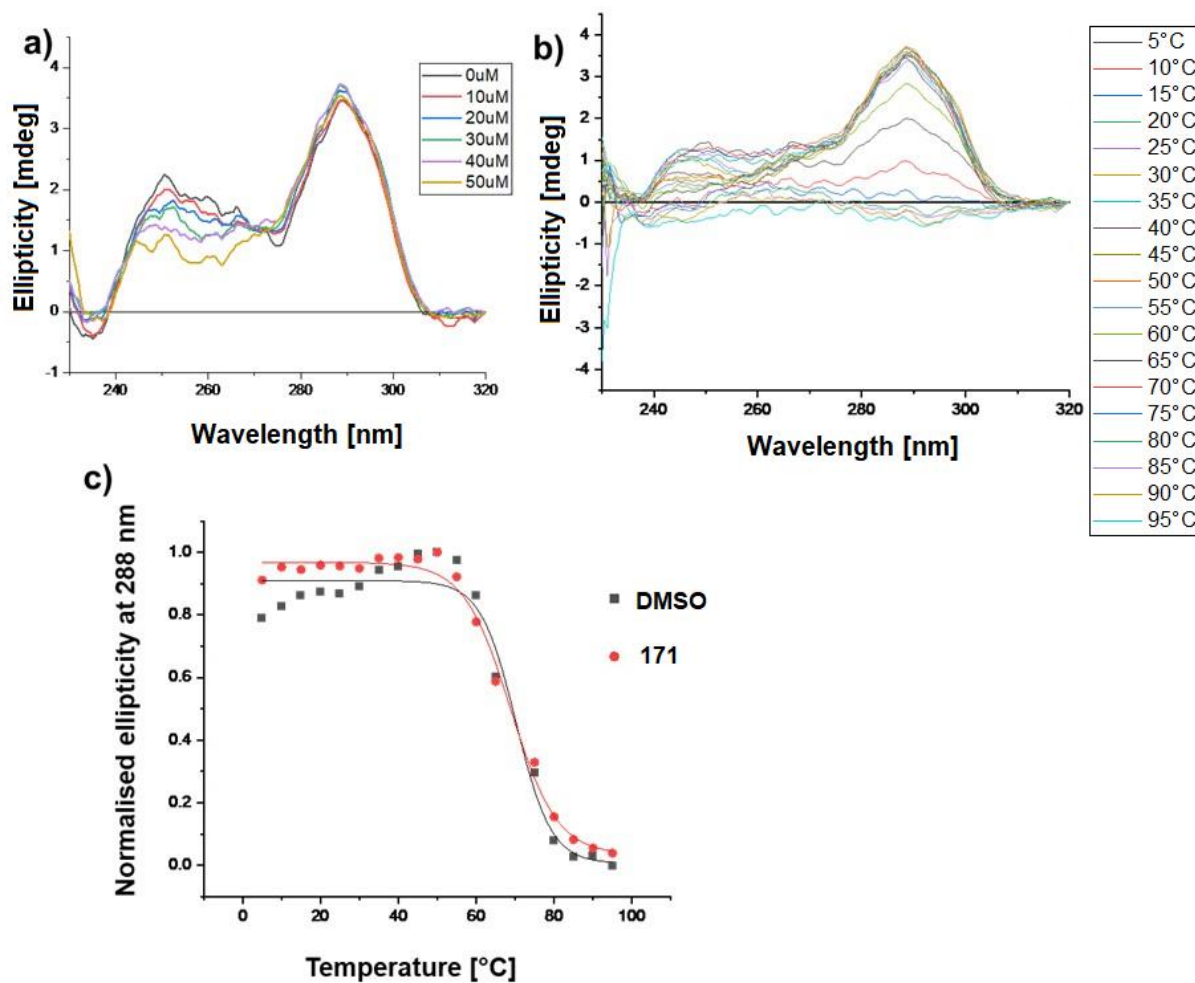 a)
Ellipticity [mdeg]
4
3
2
1
0
-1
240
260
280
300
320
Wavelength [nm]
0uM
10uM
20uM
30uM
40uM
50uM
b)
Ellipticity [mdeg]
4
3
2
1
0
-1
-2
-3
-4
240
260
280
300
320
Wavelength [nm]
5°C
10°C
15°C
20°C
25°C
30°C
35°C
40°C
45°C
50°C
55°C
60°C
65°C
70°C
75°C
80°C
85°C
90°C
95°C
c)
Normalised ellipticity at 288 nm
1.0
0.8
0.6
0.4
0.2
0.0
0
20
40
60
80
100
Temperature [°C]
DMSO
171